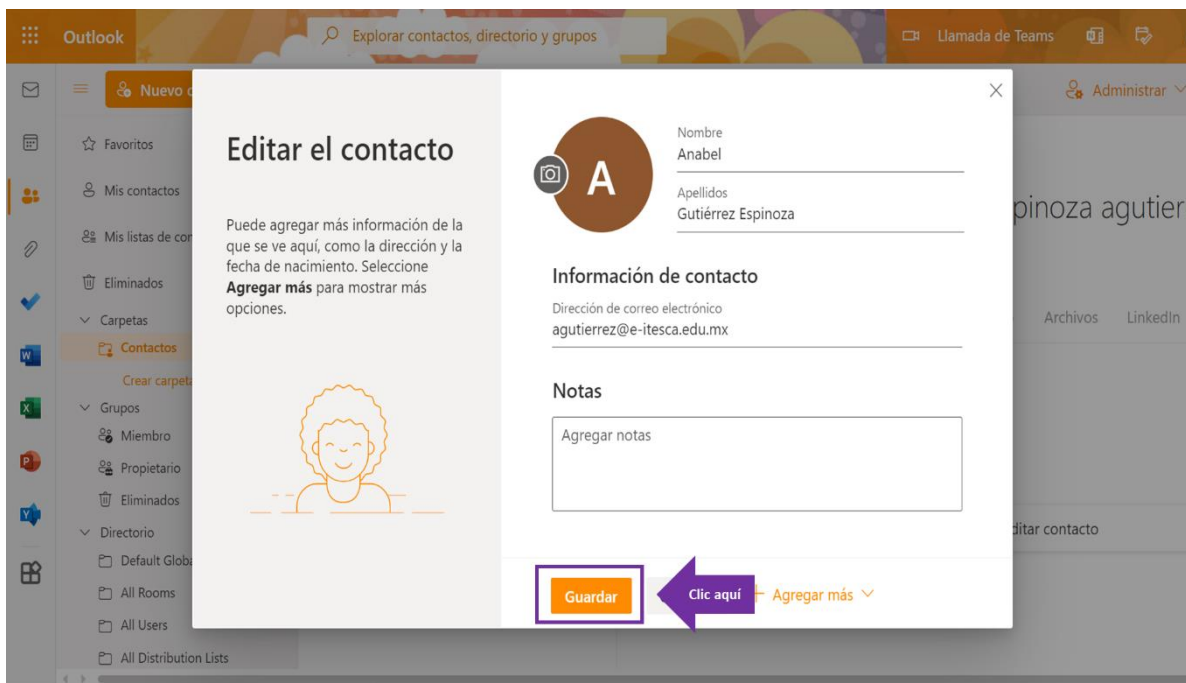 Outlook
Explorar contactos, directorio y grupos
Llamada de Teams
Nuevo
Administrar
Favoritos
Mis contactos
Mis listas de
Eliminados
Carpetas
Contactos
Crear
Grupos
Miembro
Propietario
Eliminados
Directorio
Default
All Rooms
All Users
All Distribution Lists
Editar el contacto
Puede agregar más información de la
que se ve aquí, como la dirección y la
fecha de nacimiento. Seleccione
Agregar más para mostrar más
opciones.
A
Nombre
Anabel
Apellidos
Gutiérrez Espinoza
Información de contacto
Dirección de correo electrónico
agutierrez@e-itesca.edu.mx
Notas
Agregar notas
Guardar
Clic aquí
Agregar más
pinoza agutier
Archivos LinkedIn
ditar contacto